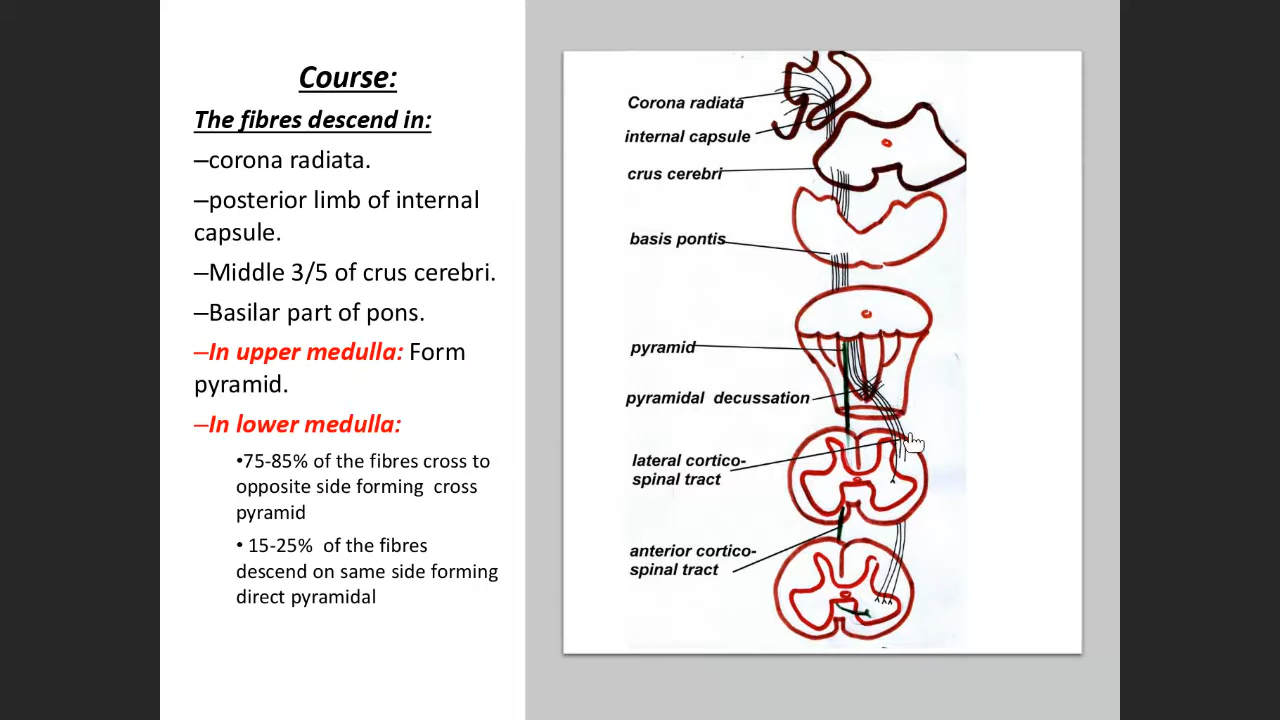 Course:
The fibres descend in:
–corona radiata.
–posterior limb of internal
capsule.
–Middle 3/5 of crus cerebri.
–Basilar part of pons.
–In upper medulla: Form
pyramid.
–In lower medulla:
•75-85% of the fibres cross to
opposite side forming cross
pyramid
• 15-25% of the fibres
descend on same side forming
direct pyramidal
Corona radiata
internal capsule
crus cerebri
basis pontis
pyramid
pyramidal decussation
lateral cortico-
spinal tract
anterior cortico-
spinal tract